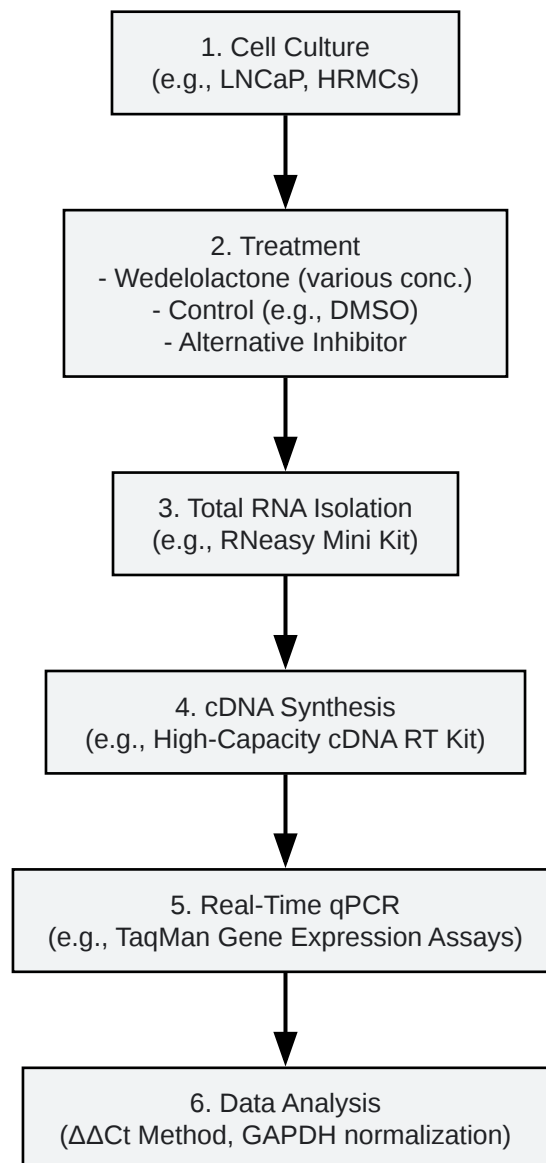 1. Cell Culture
(e.g., LNCaP, HRMCs)
2. Treatment
- Wedelolactone (various conc.)
- Control (e.g., DMSO)
- Alternative Inhibitor
3. Total RNA Isolation
(e.g., RNeasy Mini Kit)
4. cDNA Synthesis
(e.g., High-Capacity cDNA RT Kit)
5. Real-Time qPCR
(e.g., TaqMan Gene Expression Assays)
6. Data Analysis
(ΔΔCt Method, GAPDH normalization)